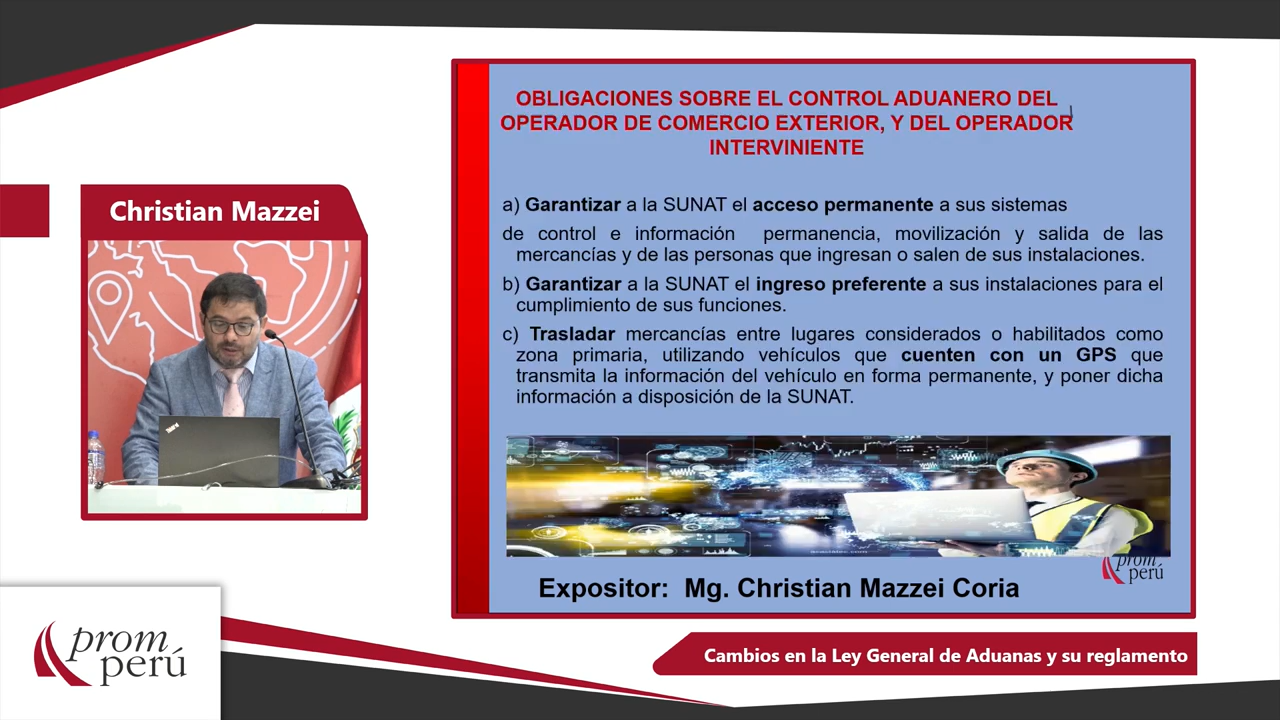 Christian Mazzei
OBLIGACIONES SOBRE EL CONTROL ADUANERO DEL
OPERADOR DE COMERCIO EXTERIOR, Y DEL OPERADOR
INTERVINIENTE
a) Garantizar a la SUNAT el acceso permanente a sus sistemas
de control e información permanencia, movilización y salida de las
mercancías y de las personas que ingresan o salen de sus instalaciones.
b) Garantizar a la SUNAT el ingreso preferente a sus instalaciones para el
cumplimiento de sus funciones.
c) Trasladar mercancías entre lugares considerados o habilitados como
zona primaria, utilizando vehículos que cuenten con un GPS que
transmita la información del vehículo en forma permanente, y poner dicha
información a disposición de la SUNAT.
prom
perú
Expositor: Mg. Christian Mazzei Coria
Cambios en la Ley General de Aduanas y su reglamento
prom
perú